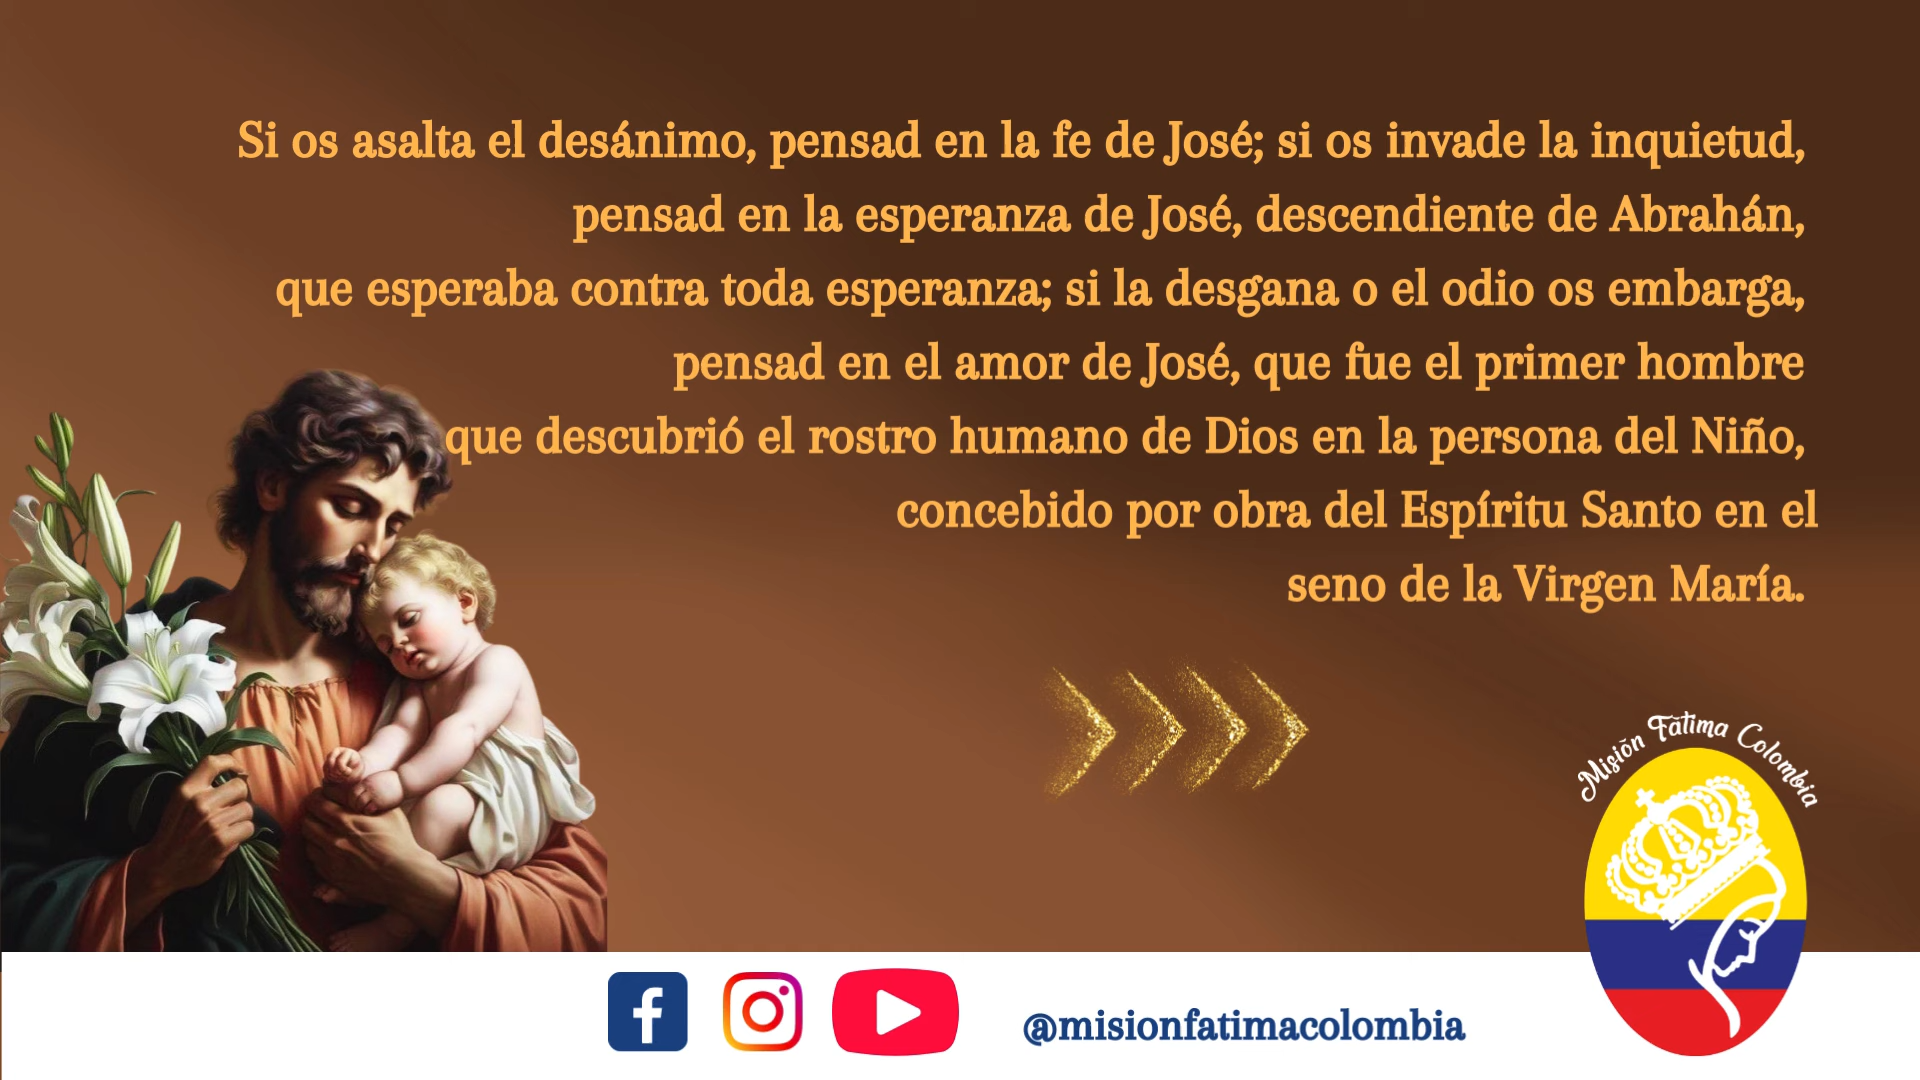 Si os asalta el desánimo, pensad en la fe de José; si os invade la inquietud,
pensad en la esperanza de José, descendiente de Abrahán,
que esperaba contra toda esperanza; si la desgana o el odio os embarga,
pensad en el amor de José, que fue el primer hombre
que descubrió el rostro humano de Dios en la persona del Niño,
concebido por obra del Espíritu Santo en el
seno de la Virgen María.
Misión Fátima Colombia
@misionfatimacolombia